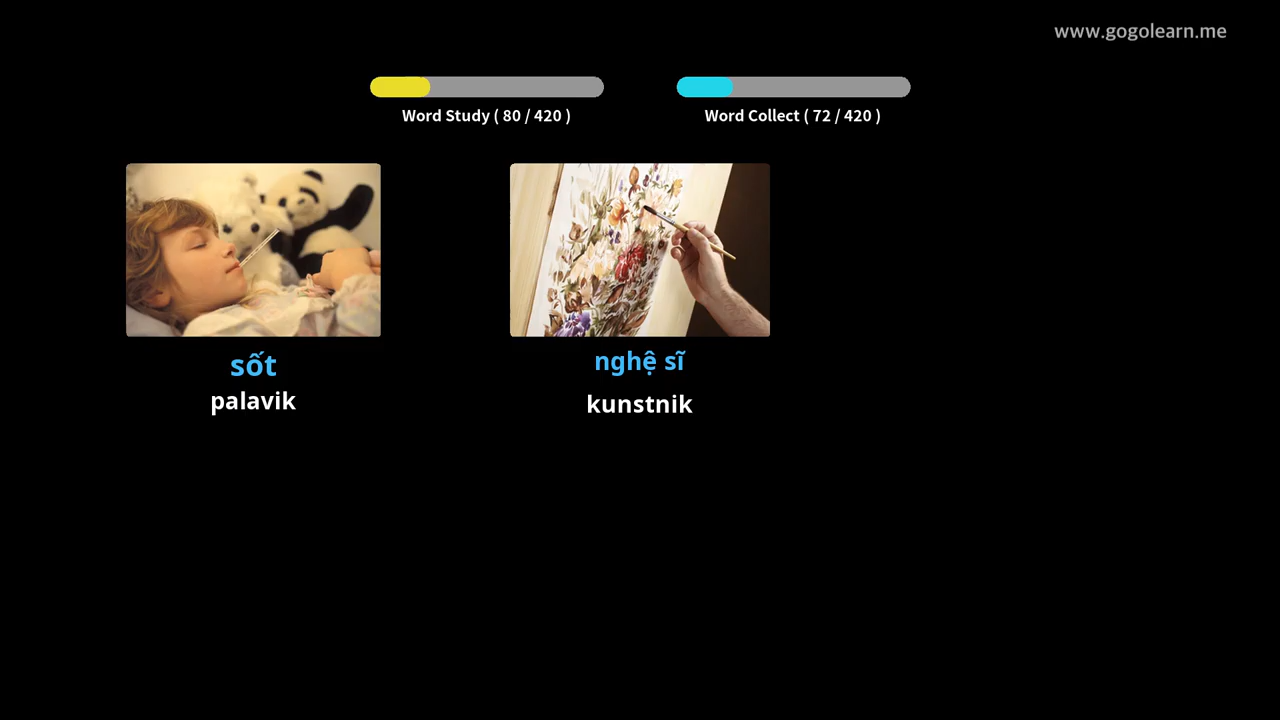 www.gogolearn.me
Word Study ( 80 / 420 )
Word Collect ( 72 / 420 )
sốt
palavik
nghệ sĩ
kunstnik